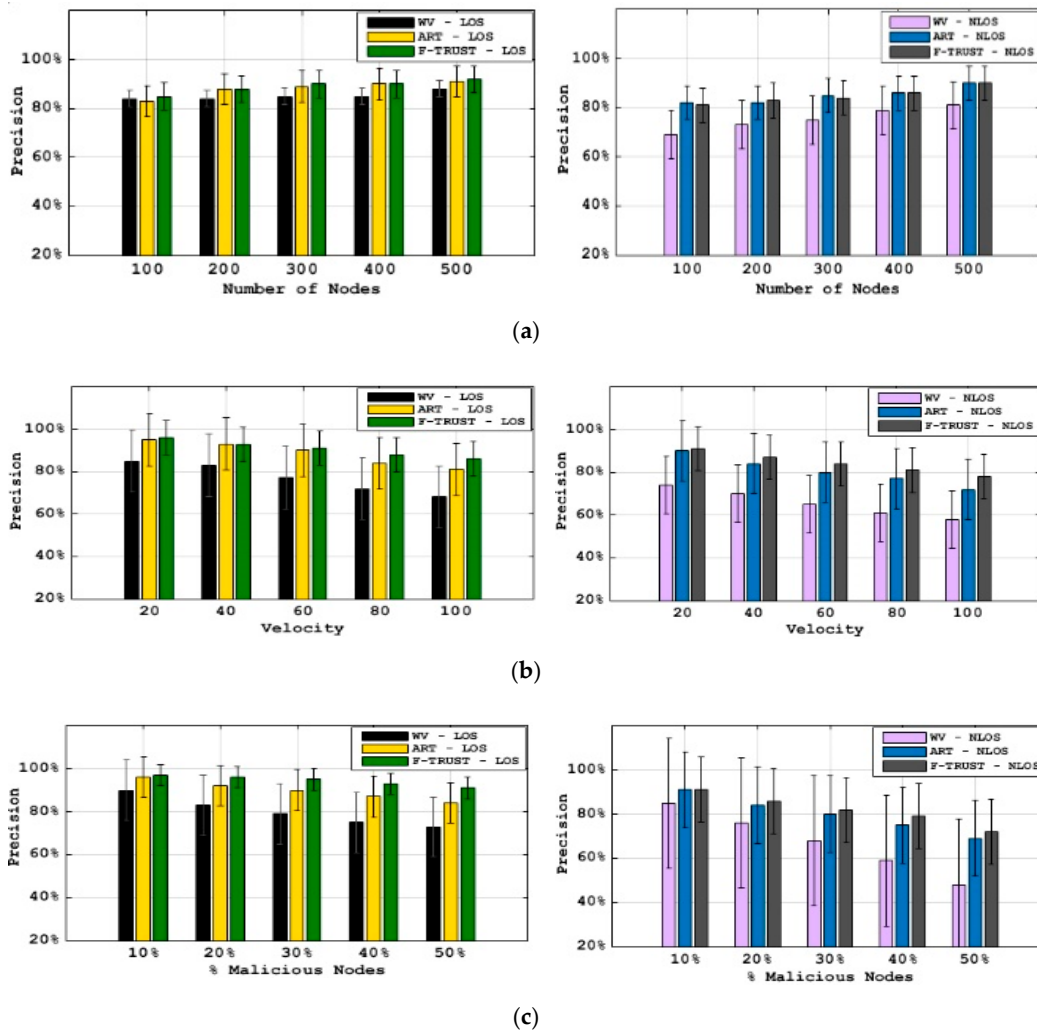 WV - LOS
ART - LOS
F-TRUST - LOS
100%
80%
60%
40%
20%
Precision
100 200 300 400 500
Number of Nodes
WV - NLOS
ART - NLOS
F-TRUST - NLOS
100%
80%
60%
40%
20%
Precision
100 200 300 400 500
Number of Nodes
(a)
WV - LOS
ART - LOS
F-TRUST - LOS
100%
80%
60%
40%
20%
Precision
20 40 60 80 100
Velocity
WV - NLOS
ART - NLOS
F-TRUST - NLOS
100%
80%
60%
40%
20%
Precision
20 40 60 80 100
Velocity
(b)
WV - LOS
ART - LOS
F-TRUST - LOS
100%
80%
60%
40%
20%
Precision
10% 20% 30% 40% 50%
% Malicious Nodes
WV - NLOS
ART - NLOS
F-TRUST - NLOS
100%
80%
60%
40%
20%
Precision
10% 20% 30% 40% 50%
% Malicious Nodes
(c)